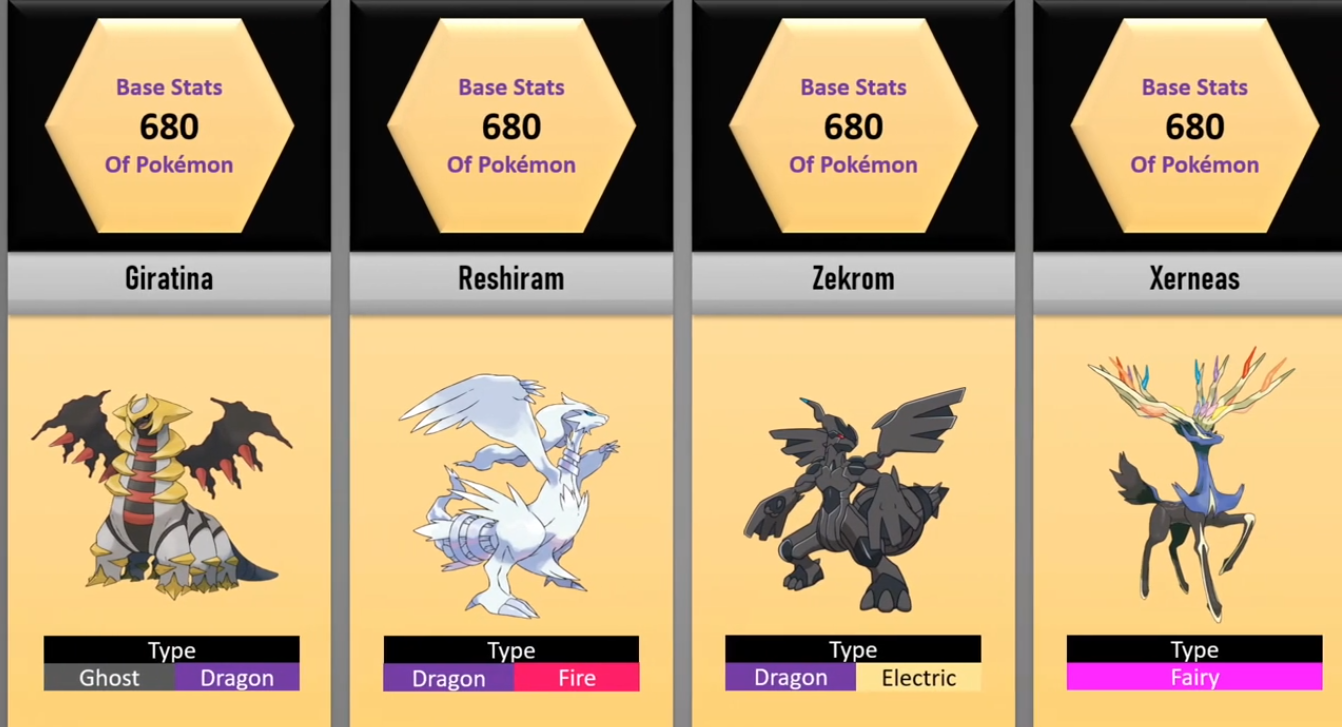 Base Stats
680
Of Pokémon
Giratina
Type
Ghost Dragon
Base Stats
680
Of Pokémon
Reshiram
Type
Dragon Fire
Base Stats
680
Of Pokémon
Zekrom
Type
Dragon Electric
Base Stats
680
Of Pokémon
Xerneas
Type
Fairy